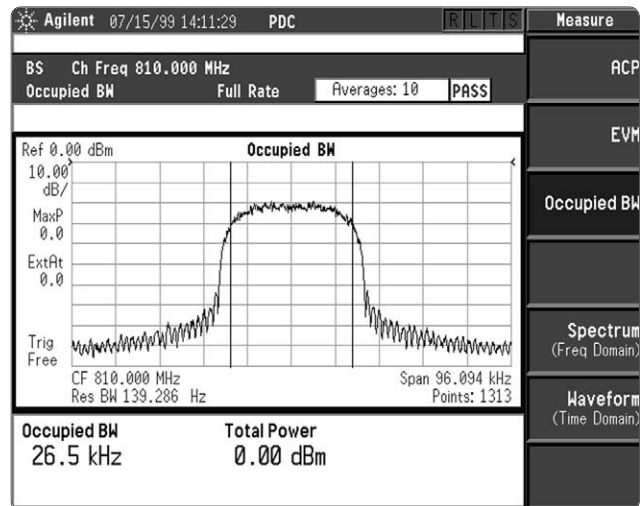 Agilent 07/15/99 14:11:29 PDC R L T S Measure
BS Ch Freq 810.000 MHz
Occupied BW Full Rate Averages: 10 PASS
Ref 0.00 dBm Occupied BW
10.00
dB/
MaxP
0.0
ExtAt
0.0
Trig
Free
CF 810.000 MHz Span 96.094 kHz
Res BW 139.286 Hz Points: 1313
Occupied BW Total Power
26.5 kHz 0.00 dBm
ACP
EVM
Occupied BW
Spectrum
(Freq Domain)
Waveform
(Time Domain)